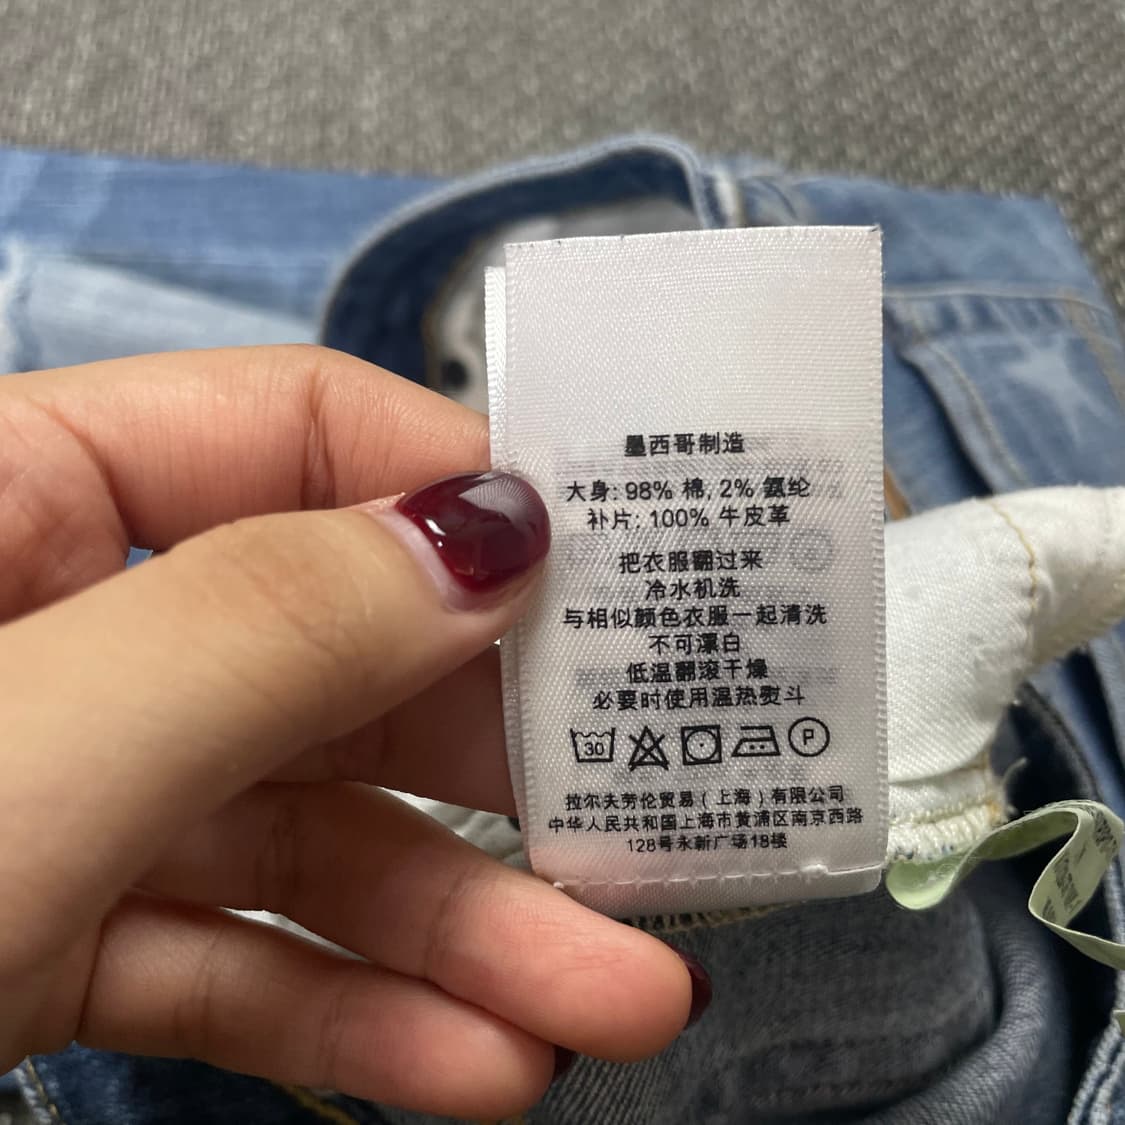 墨西哥制造
大身: 98% 棉, 2% 氨纶
补片: 100% 牛皮革
把衣服翻过来
冷水机洗
与相似颜色衣服一起清洗
不可漂白
低温翻滚干燥
必要时使用温热熨斗
30
P
拉尔夫劳伦贸易(上海)有限公司
中华人民共和国上海市黄浦区南京西路
128号永新广场18楼